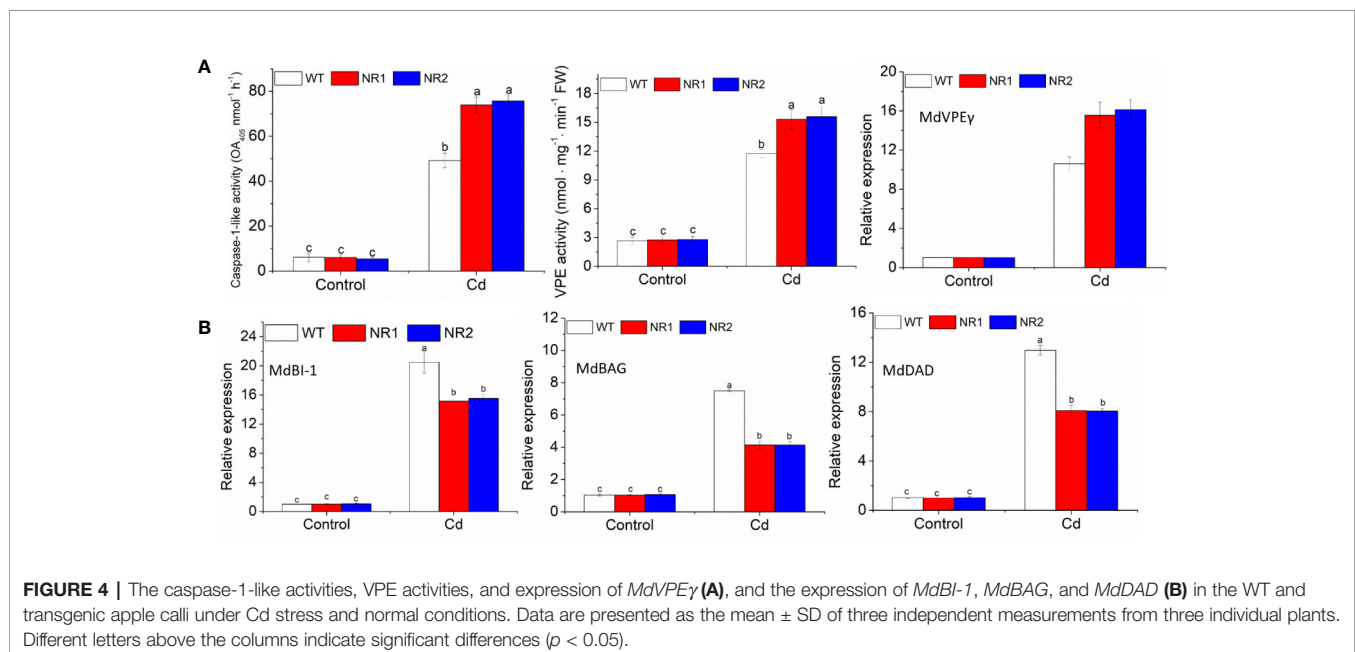 A
WT NR1 NR2
Caspase-1-like activity (OA405 nmol⁻¹ h⁻¹)
80
60
40
20
0
c c c
b a a
Control Cd
WT NR1 NR2
VPE activity (nmol · mg⁻¹ · min⁻¹ FW)
18
15
12
9
6
3
0
c c c
b a a
Control Cd
WT NR1 NR2
MdVPEγ
Relative expression
20
16
12
8
4
0
Control Cd
B
WT NR1 NR2
MdBI-1
Relative expression
24
20
16
12
8
4
0
c c c
a b b
Control Cd
WT NR1 NR2
MdBAG
Relative expression
12
10
8
6
4
2
0
c c c
a b b
Control Cd
WT NR1 NR2
MdDAD
Relative expression
16
12
8
4
0
c c c
a b b
Control Cd
FIGURE 4 | The caspase-1-like activities, VPE activities, and expression of MdVPEγ (A), and the expression of MdBI-1, MdBAG, and MdDAD (B) in the WT and
transgenic apple calli under Cd stress and normal conditions. Data are presented as the mean ± SD of three independent measurements from three individual plants.
Different letters above the columns indicate significant differences (p < 0.05).